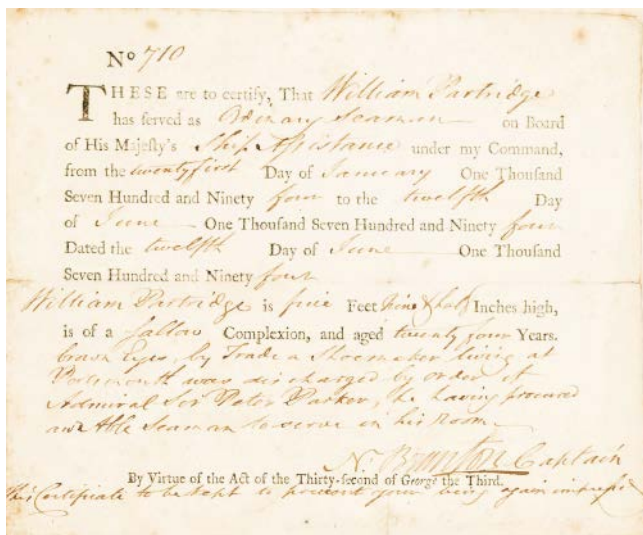 No 710
THESE are to certify, That William Partridge
has served as Ordinary Seaman on Board
of His Majesty's Ship Assistance under my Command,
from the twenty first Day of January One Thousand
Seven Hundred and Ninety four to the twelfth Day
of June One Thousand Seven Hundred and Ninety four
Dated the twelfth Day of June One Thousand
Seven Hundred and Ninety four
William Partridge is five Feet Nine & half Inches high,
is of a sallow Complexion, and aged twenty four Years.
brown Eyes, by Trade a Shoemaker living at
Portsmouth was discharged by order of
Admiral Sir Peter Parker, he having procured
an Able Seaman to serve in his Room
N. Brunton Captain
By Virtue of the Act of the Thirty-second of George the Third.
This Certificate to be kept to prevent your being again impress'd